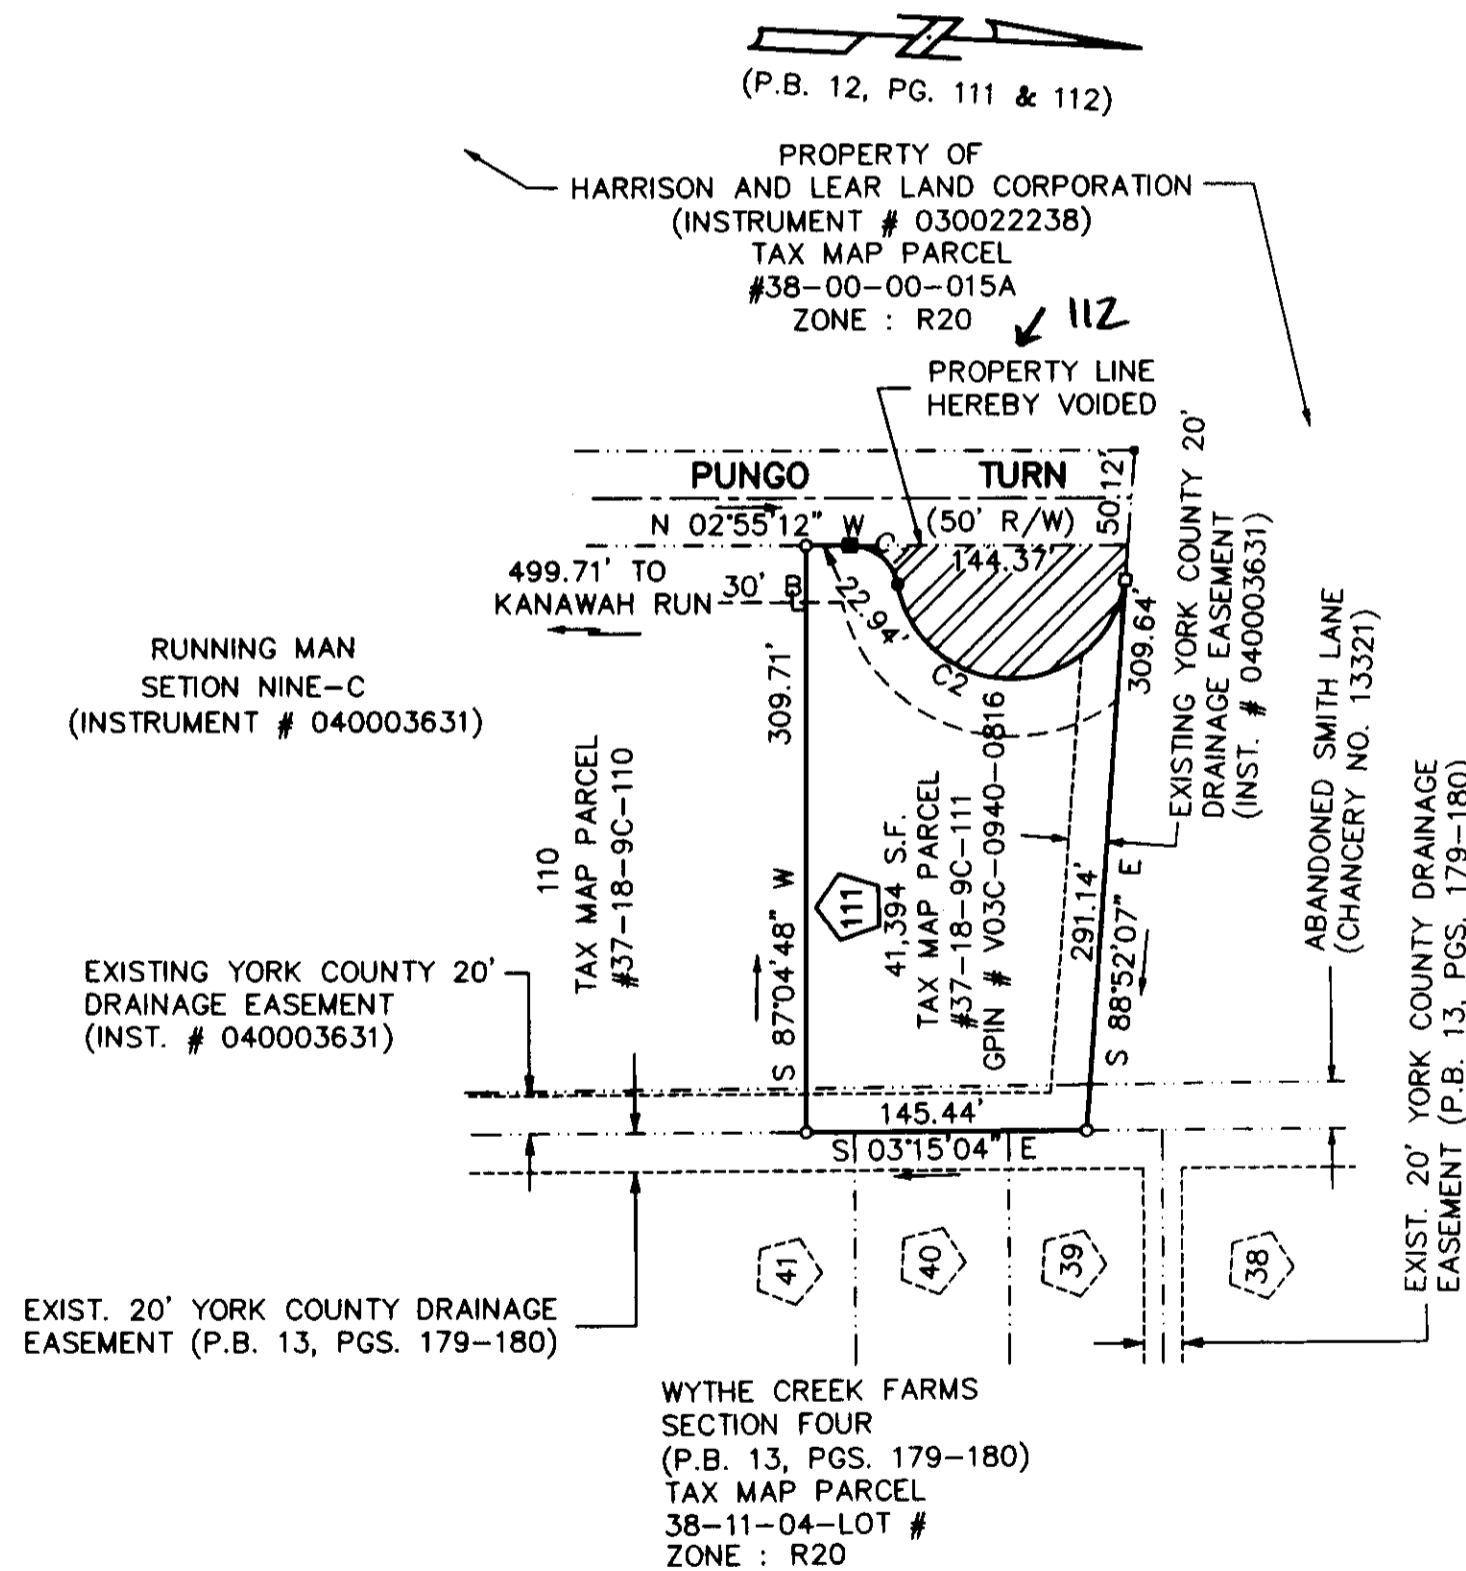 (P.B. 12, PG. 111 & 112)
PROPERTY OF
HARRISON AND LEAR LAND CORPORATION
(INSTRUMENT # 030022238)
TAX MAP PARCEL
#38-00-00-015A
ZONE : R20
112
PROPERTY LINE
HEREBY VOIDED
PUNGO TURN
N 02°55'12" W (50' R/W)
50.12'
144.37'
C
499.71' TO
KANAWAH RUN
30' B
22.94'
C2
RUNNING MAN
SETION NINE-C
(INSTRUMENT # 040003631)
110
TAX MAP PARCEL
#37-18-9C-110
309.71'
S 87°04'48" W
111
41,394 S.F.
TAX MAP PARCEL
#37-18-9C-111
GPIN # V03C-0940-0816
291.14'
309.64'
S 88°52'07" E
EXISTING YORK COUNTY 20'
DRAINAGE EASEMENT
(INST. # 040003631)
ABANDONED SMITH LANE
(CHANCERY NO. 13321)
EXIST. 20' YORK COUNTY DRAINAGE
EASEMENT (P.B. 13, PGS. 179-180)
EXISTING YORK COUNTY 20'
DRAINAGE EASEMENT
(INST. # 040003631)
145.44'
S 03°15'04" E
41
40
39
38
EXIST. 20' YORK COUNTY DRAINAGE
EASEMENT (P.B. 13, PGS. 179-180)
WYTHE CREEK FARMS
SECTION FOUR
(P.B. 13, PGS. 179-180)
TAX MAP PARCEL
38-11-04-LOT #
ZONE : R20